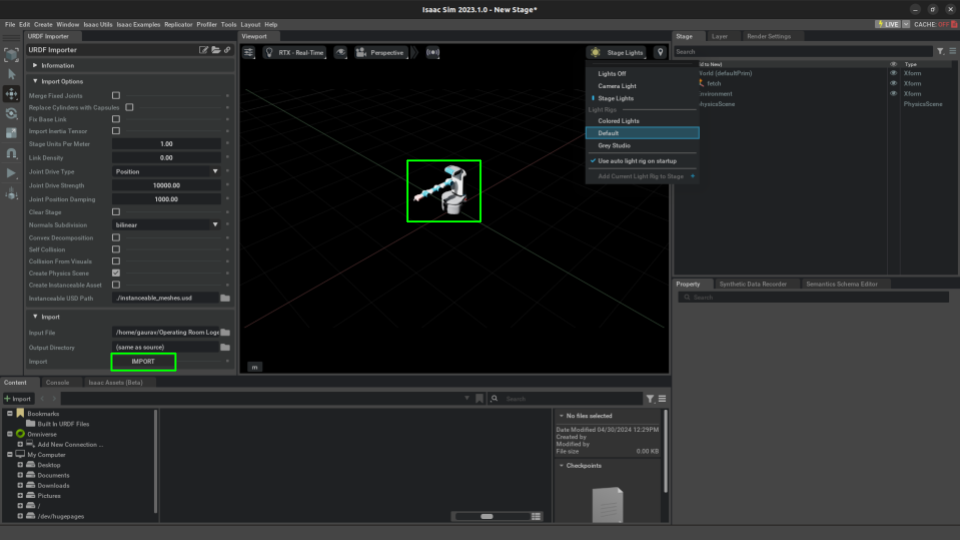 Isaac Sim 2023.1.0 - New Stage*
File Edit Create Window Isaac Utils Isaac Examples Replicator Profiler Tools Layout Help
LIVE CACHE: OFF
URDF Importer
Viewport
Stage Layer Render Settings
URDF Importer
RTX - Real-Time
Perspective
Stage Lights
Search
Information
Type
World (defaultPrim) Xform
fetch Xform
Environment Xform
PhysicsScene PhysicsScene
Lights Off
Camera Light
Stage Lights
Light Rigs
Colored Lights
Default
Grey Studio
Use auto light rig on startup
Add Current Light Rig to Stage
Import Options
Merge Fixed Joints
Replace Cylinders with Capsules
Fix Base Link
Import Inertia Tensor
Stage Units Per Meter 1.00
Link Density 0.00
Joint Drive Type Position
Joint Drive Strength 10000.00
Joint Position Damping 1000.00
Clear Stage
Normals Subdivision bilinear
Convex Decomposition
Self Collision
Collision From Visuals
Create Physics Scene
Create Instanceable Asset
Instanceable USD Path ./instanceable_meshes.usd
Import
Input File /home/gaurav/Operating Room Logs
Output Directory (same as source)
Import IMPORT
m
Property Synthetic Data Recorder Semantics Schema Editor
Search
Content Console Isaac Assets (Beta)
Import
Search
Bookmarks
Built In URDF Files
Omniverse
Add New Connection ...
My Computer
Desktop
Documents
Downloads
Pictures
/
/dev/hugepages
No files selected
Date Modified 04/30/2024 12:29PM
Created by
Modified by
File size 0.00 KB
Checkpoints